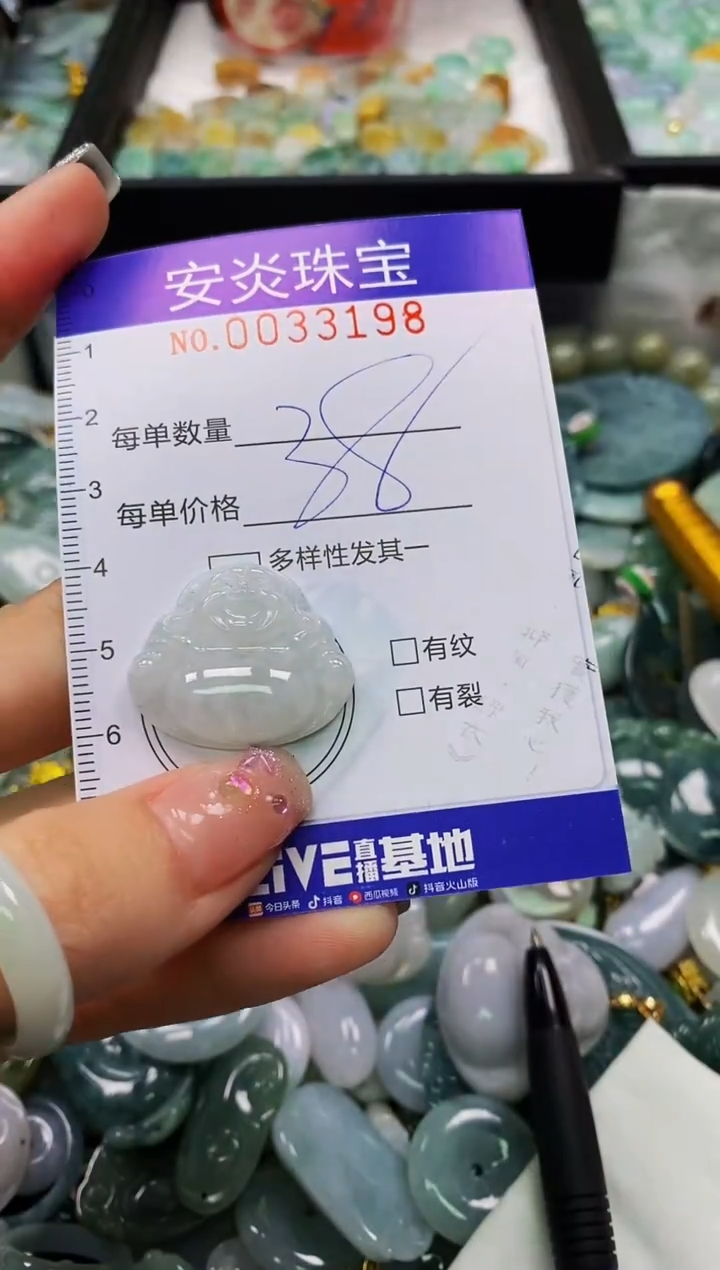 安炎珠宝
NO.0033198
1
2
每单数量
38
3
每单价格
4
多样性发其一
5
有纹
有裂
6
LIVE直播基地
今日头条 抖音 西瓜视频 抖音火山版